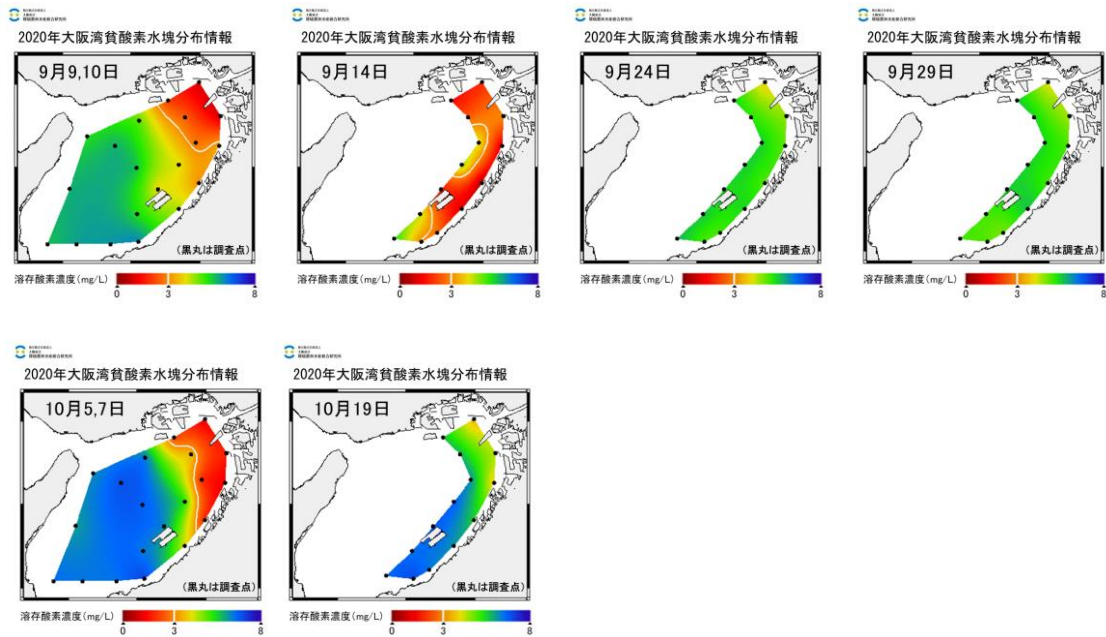 2020年大阪湾貧酸素水塊分布情報
9月9,10日
(黒丸は調査点)
溶存酸素濃度(mg/L)
0
3
8
2020年大阪湾貧酸素水塊分布情報
9月14日
(黒丸は調査点)
溶存酸素濃度(mg/L)
0
3
8
2020年大阪湾貧酸素水塊分布情報
9月24日
(黒丸は調査点)
溶存酸素濃度(mg/L)
0
3
8
2020年大阪湾貧酸素水塊分布情報
9月29日
(黒丸は調査点)
溶存酸素濃度(mg/L)
0
3
8
2020年大阪湾貧酸素水塊分布情報
10月5,7日
(黒丸は調査点)
溶存酸素濃度(mg/L)
0
3
8
2020年大阪湾貧酸素水塊分布情報
10月19日
(黒丸は調査点)
溶存酸素濃度(mg/L)
0
3
8